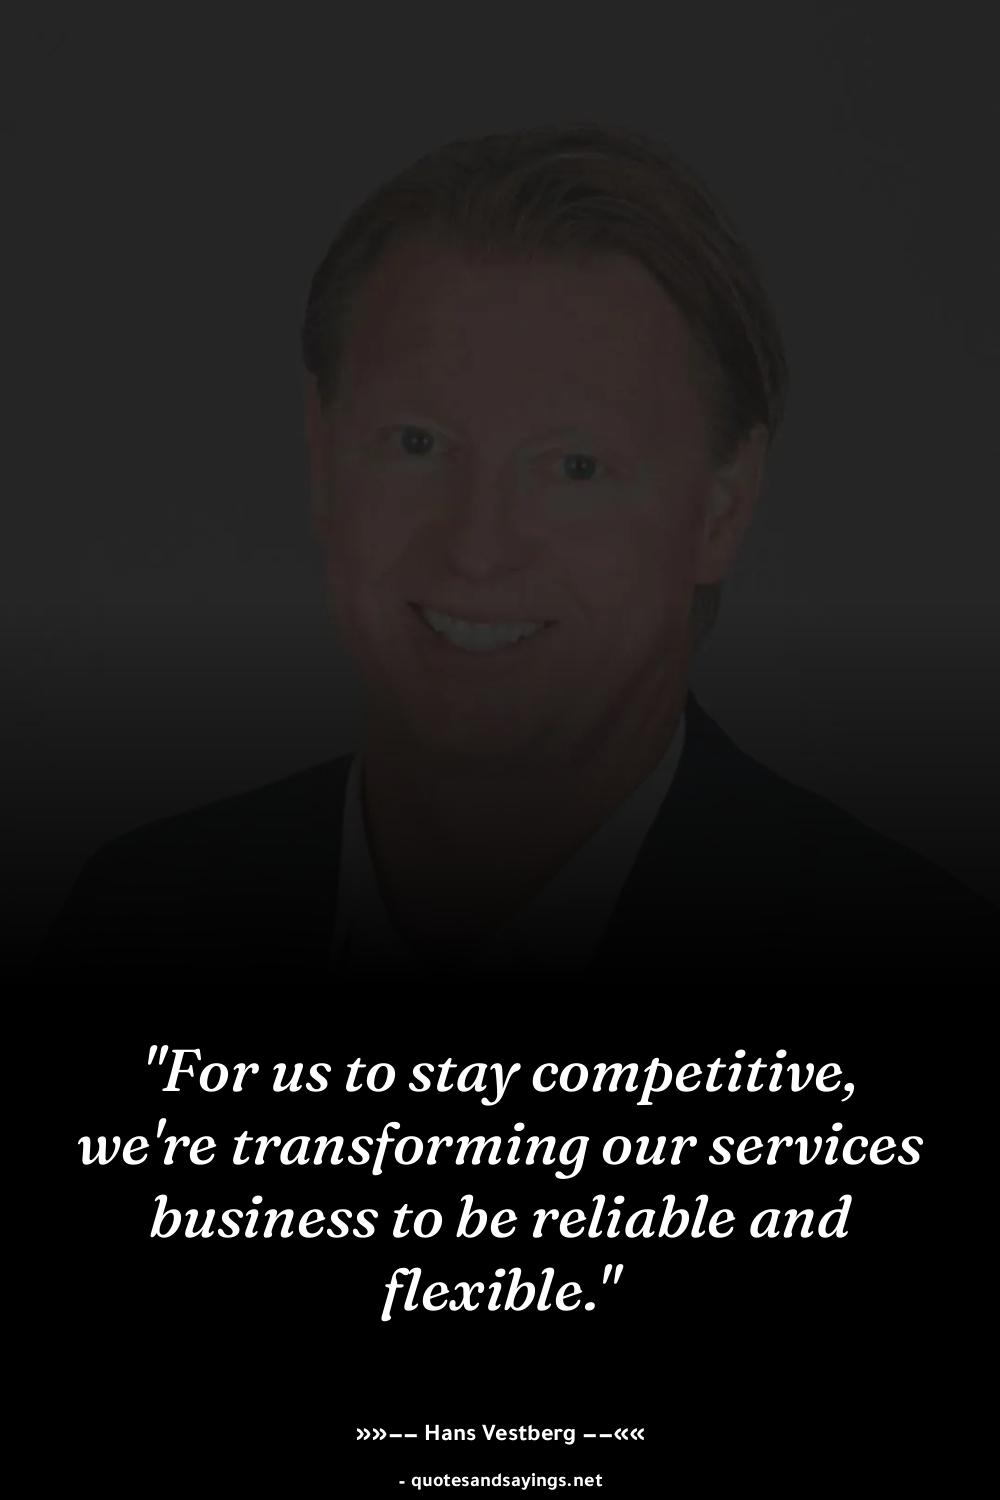 "For us to stay competitive,
we're transforming our services
business to be reliable and
flexible."
»»−− Hans Vestberg −−««
- quotesandsayings.net